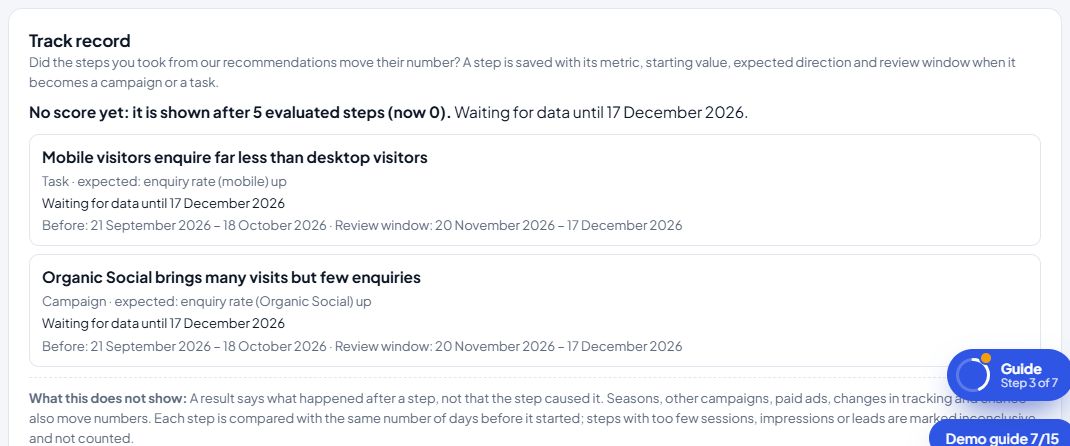 Track record
Did the steps you took from our recommendations move their number? A step is saved with its metric, starting value, expected direction and review window when it
becomes a campaign or a task.
No score yet: it is shown after 5 evaluated steps (now 0). Waiting for data until 17 December 2026.
Mobile visitors enquire far less than desktop visitors
Task · expected: enquiry rate (mobile) up
Waiting for data until 17 December 2026
Before: 21 September 2026 – 18 October 2026 · Review window: 20 November 2026 – 17 December 2026
Organic Social brings many visits but few enquiries
Campaign · expected: enquiry rate (Organic Social) up
Waiting for data until 17 December 2026
Before: 21 September 2026 – 18 October 2026 · Review window: 20 November 2026 – 17 December 2026
Guide
Step 3 of 7
What this does not show: A result says what happened after a step, not that the step caused it. Seasons, other campaigns, paid ads, changes in tracking and chance
also move numbers. Each step is compared with the same number of days before it started; steps with too few sessions, impressions or leads are marked inconclusive
and not counted.
Demo guide 7/15